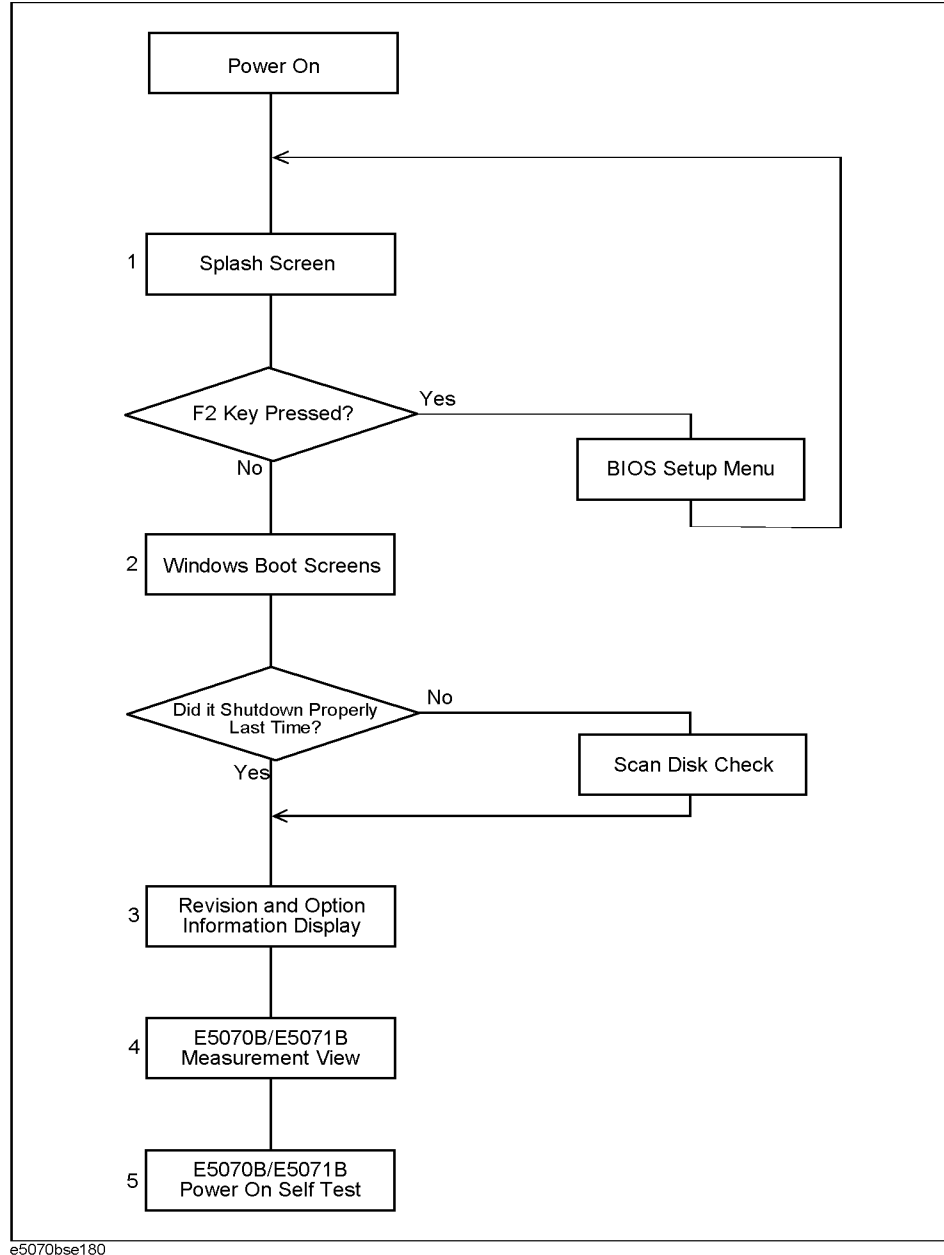 Power On
1 Splash Screen
F2 Key Pressed?
Yes
No
BIOS Setup Menu
2 Windows Boot Screens
Did it Shutdown Properly
Last Time?
No
Yes
Scan Disk Check
3 Revision and Option
Information Display
4 E5070B/E5071B
Measurement View
5 E5070B/E5071B
Power On Self Test
e5070bse180